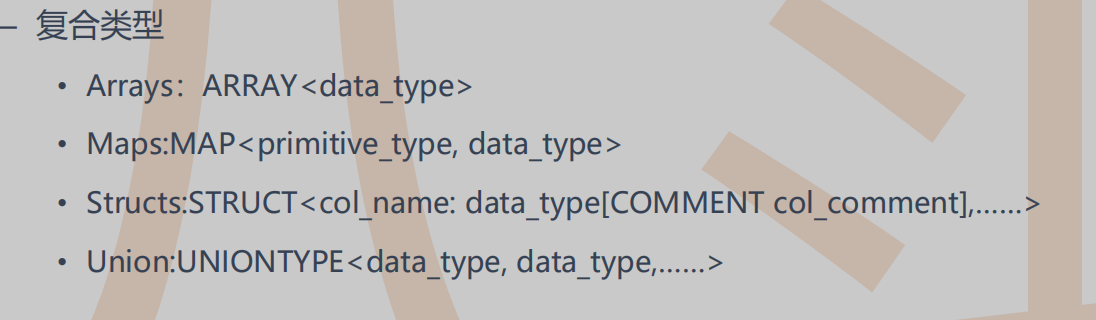 – 复合类型
• Arrays：ARRAY<data_type>
• Maps:MAP<primitive_type, data_type>
• Structs:STRUCT<col_name: data_type[COMMENT col_comment],……>
• Union:UNIONTYPE<data_type, data_type,……>